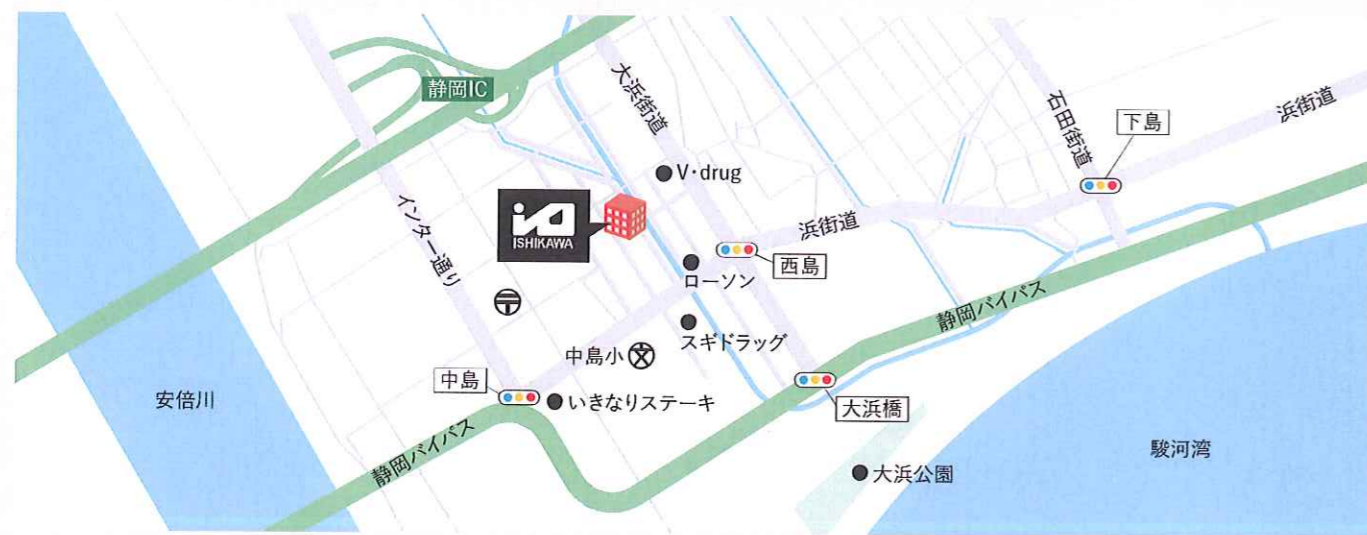 静岡IC
大浜街道
石田街道
下島
浜街道
V·drug
インター通り
ISHIKAWA
浜街道
西島
ローソン
静岡バイパス
スギドラッグ
中島小
文
中島
いきなりステーキ
大浜橋
安倍川
静岡バイパス
大浜公園
駿河湾